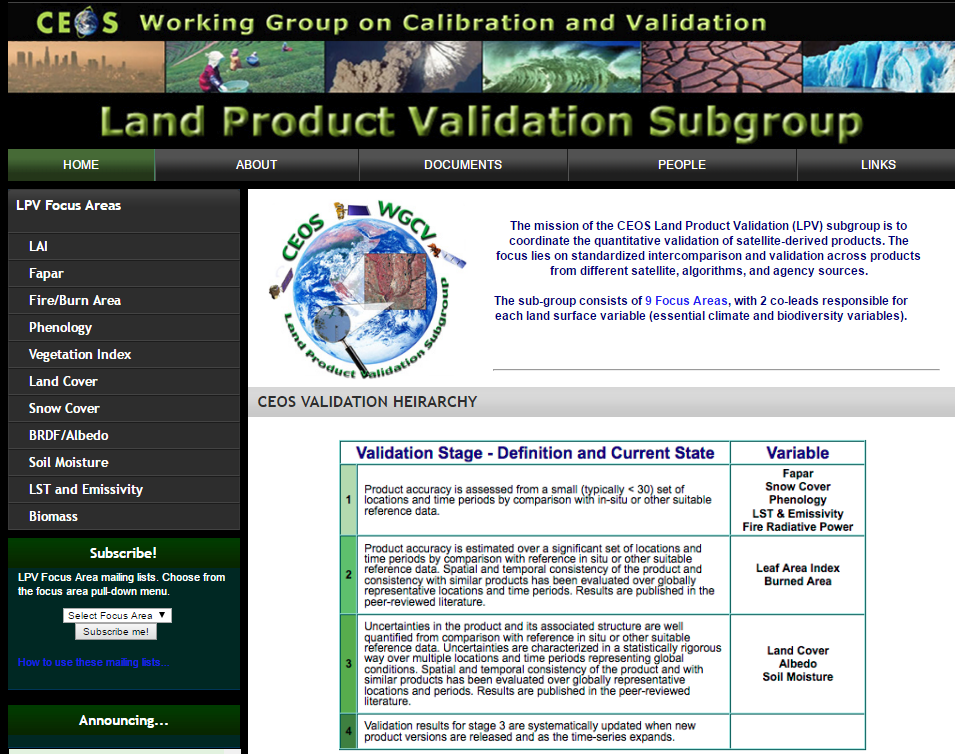 CEOS Working Group on Calibration and Validation
Land Product Validation Subgroup
HOME ABOUT DOCUMENTS PEOPLE LINKS
LPV Focus Areas
LAI
Fapar
Fire/Burn Area
Phenology
Vegetation Index
Land Cover
Snow Cover
BRDF/Albedo
Soil Moisture
LST and Emissivity
Biomass
Subscribe!
LPV Focus Area mailing lists. Choose from
the focus area pull-down menu.
Select Focus Area
Subscribe me!
How to use these mailing lists...
Announcing...
CEOS WGCV
Land Product Validation Subgroup
The mission of the CEOS Land Product Validation (LPV) subgroup is to
coordinate the quantitative validation of satellite-derived products. The
focus lies on standardized intercomparison and validation across products
from different satellite, algorithms, and agency sources.
The sub-group consists of 9 Focus Areas, with 2 co-leads responsible for
each land surface variable (essential climate and biodiversity variables).
CEOS VALIDATION HEIRARCHY
Validation Stage - Definition and Current State Variable
1
Product accuracy is assessed from a small (typically < 30) set of
locations and time periods by comparison with in-situ or other suitable
reference data.
Fapar
Snow Cover
Phenology
LST & Emissivity
Fire Radiative Power
2
Product accuracy is estimated over a significant set of locations and
time periods by comparison with reference in situ or other suitable
reference data. Spatial and temporal consistency of the product and
consistency with similar products has been evaluated over globally
representative locations and time periods. Results are published in the
peer-reviewed literature.
Leaf Area Index
Burned Area
3
Uncertainties in the product and its associated structure are well
quantified from comparison with reference in situ or other suitable
reference data. Uncertainties are characterized in a statistically rigorous
way over multiple locations and time periods representing global
conditions. Spatial and temporal consistency of the product and with
similar products has been evaluated over globally representative
locations and periods. Results are published in the peer-reviewed
literature.
Land Cover
Albedo
Soil Moisture
4
Validation results for stage 3 are systematically updated when new
product versions are released and as the time-series expands.